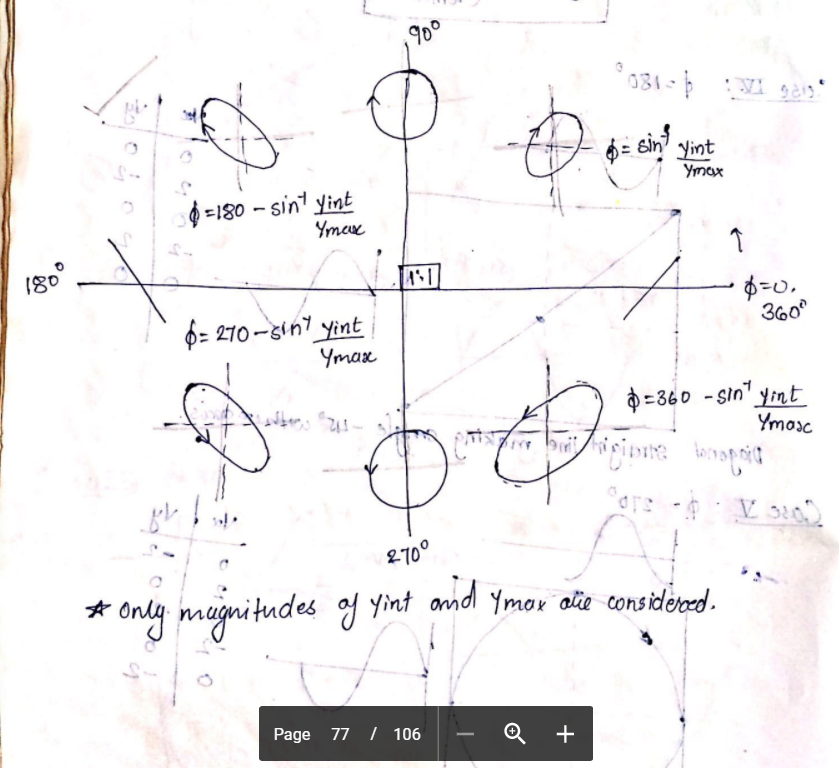 90°
φ = sin⁻¹ yint/ymax
φ = 180 - sin⁻¹ yint/ymax
180°
1:1
φ = 0.
360°
φ = 270 - sin⁻¹ yint/ymax
φ = 360 - sin⁻¹ yint/ymax
270°
* only magnitudes of yint and ymax are considered.
Page 77 / 106